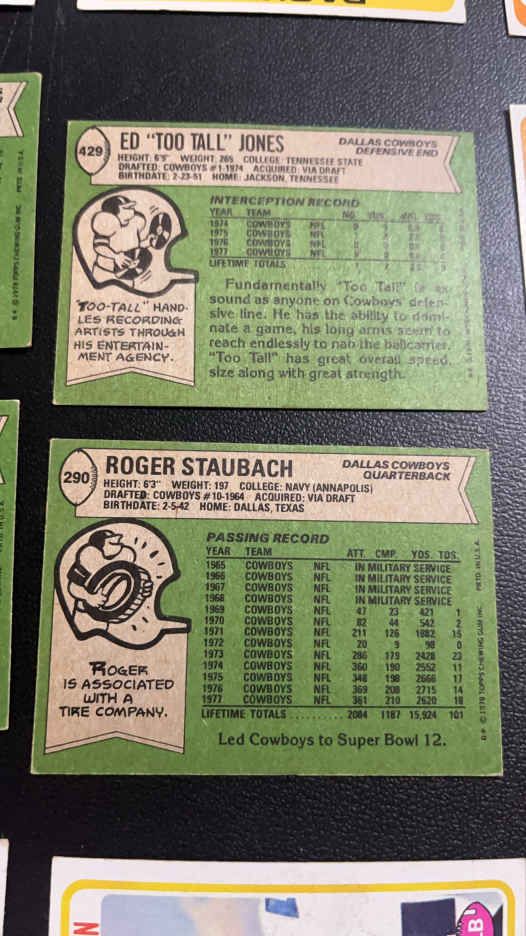 429
ED "TOO TALL" JONES
DALLAS COWBOYS
DEFENSIVE END
HEIGHT: 6'9" WEIGHT: 265 COLLEGE: TENNESSEE STATE
DRAFTED: COWBOYS #1-1974 ACQUIRED: VIA DRAFT
BIRTHDATE: 2-23-51 HOME: JACKSON, TENNESSEE
INTERCEPTION RECORD
YEAR TEAM NO. YDS. AVG. TDS.
1974 COWBOYS NFL
1975 COWBOYS NFL
1976 COWBOYS NFL
1977 COWBOYS NFL
LIFETIME TOTALS
"TOO-TALL" HAND-
LES RECORDING
ARTISTS THROUGH
HIS ENTERTAIN-
MENT AGENCY.
Fundamentally "Too Tall" is as
sound as anyone on Cowboys' defen-
sive line. He has the ability to domi-
nate a game, his long arms seem to
reach endlessly to nab the ballcarrier.
"Too Tall" has great overall speed,
size along with great strength.
290
ROGER STAUBACH
DALLAS COWBOYS
QUARTERBACK
HEIGHT: 6'3" WEIGHT: 197 COLLEGE: NAVY (ANNAPOLIS)
DRAFTED: COWBOYS #10-1964 ACQUIRED: VIA DRAFT
BIRTHDATE: 2-5-42 HOME: DALLAS, TEXAS
PASSING RECORD
YEAR TEAM ATT. CMP. YDS. TDS.
1965 COWBOYS NFL IN MILITARY SERVICE
1966 COWBOYS NFL IN MILITARY SERVICE
1967 COWBOYS NFL IN MILITARY SERVICE
1968 COWBOYS NFL IN MILITARY SERVICE
1969 COWBOYS NFL 47 23 421 1
1970 COWBOYS NFL 82 44 542 2
1971 COWBOYS NFL 211 126 1882 15
1972 COWBOYS NFL 20 9 98 0
1973 COWBOYS NFL 286 179 2428 23
1974 COWBOYS NFL 360 190 2552 11
1975 COWBOYS NFL 348 198 2666 17
1976 COWBOYS NFL 369 208 2715 14
1977 COWBOYS NFL 361 210 2620 18
LIFETIME TOTALS .......... 2084 1187 15,924 101
Led Cowboys to Super Bowl 12.
ROGER
IS ASSOCIATED
WITH A
TIRE COMPANY.
© 1978 TOPPS CHEWING GUM INC. PRTD. IN U.S.A.